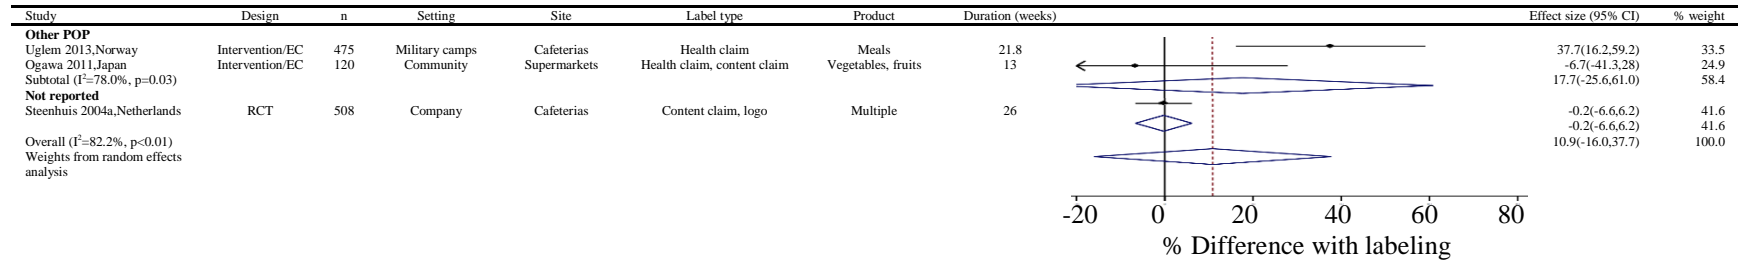 Study Design n Setting Site Label type Product Duration (weeks) Effect size (95% CI) % weight
Other POP
Uglem 2013,Norway Intervention/EC 475 Military camps Cafeterias Health claim Meals 21.8 37.7(16.2,59.2) 33.5
Ogawa 2011,Japan Intervention/EC 120 Community Supermarkets Health claim, content claim Vegetables, fruits 13 -6.7(-41.3,28) 24.9
Subtotal (I²=78.0%, p=0.03) 17.7(-25.6,61.0) 58.4
Not reported
Steenhuis 2004a,Netherlands RCT 508 Company Cafeterias Content claim, logo Multiple 26 -0.2(-6.6,6.2) 41.6
-0.2(-6.6,6.2) 41.6
Overall (I²=82.2%, p<0.01) 10.9(-16.0,37.7) 100.0
Weights from random effects
analysis
-20 0 20 40 60 80
% Difference with labeling